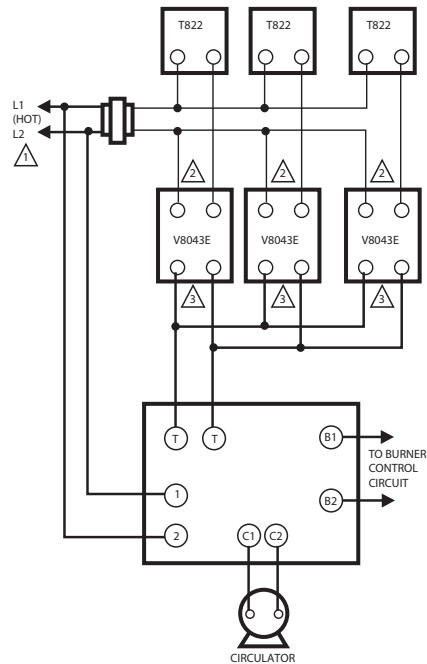 T822
T822
T822
L1
(HOT)
L2
1
2
2
2
V8043E
V8043E
V8043E
3
3
3
T
T
B1
TO BURNER
CONTROL
CIRCUIT
1
B2
2
C1
C2
CIRCULATOR